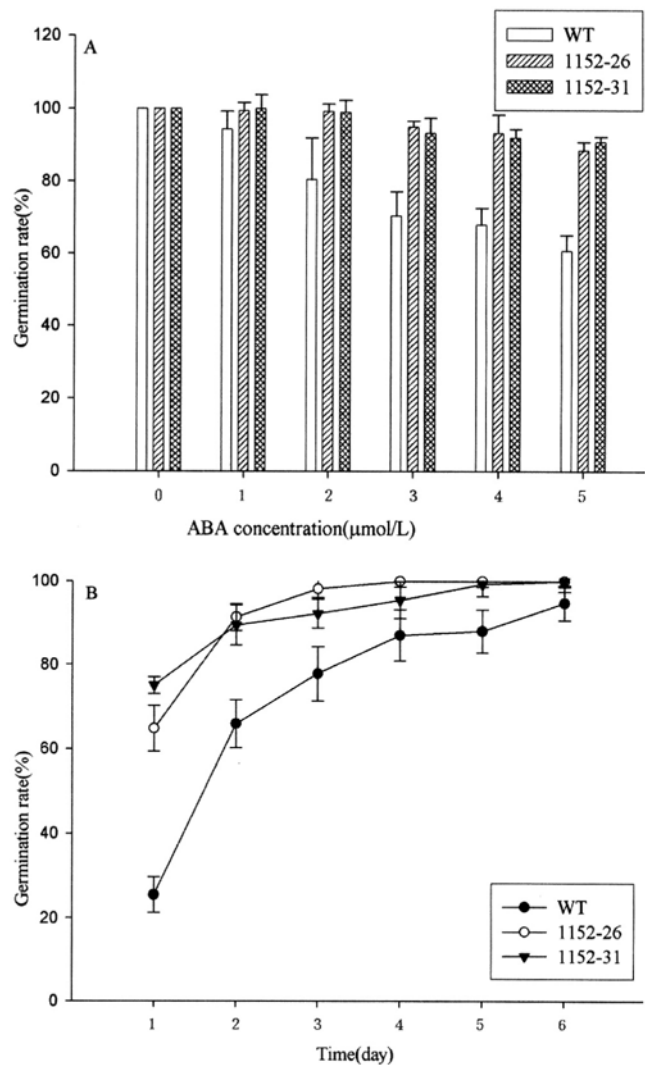 A
WT
1152-26
1152-31
120
100
80
60
40
20
0
Germination rate(%)
0 1 2 3 4 5
ABA concentration(μmol/L)
B
100
80
60
40
20
0
Germination rate(%)
WT
1152-26
1152-31
1 2 3 4 5 6
Time(day)